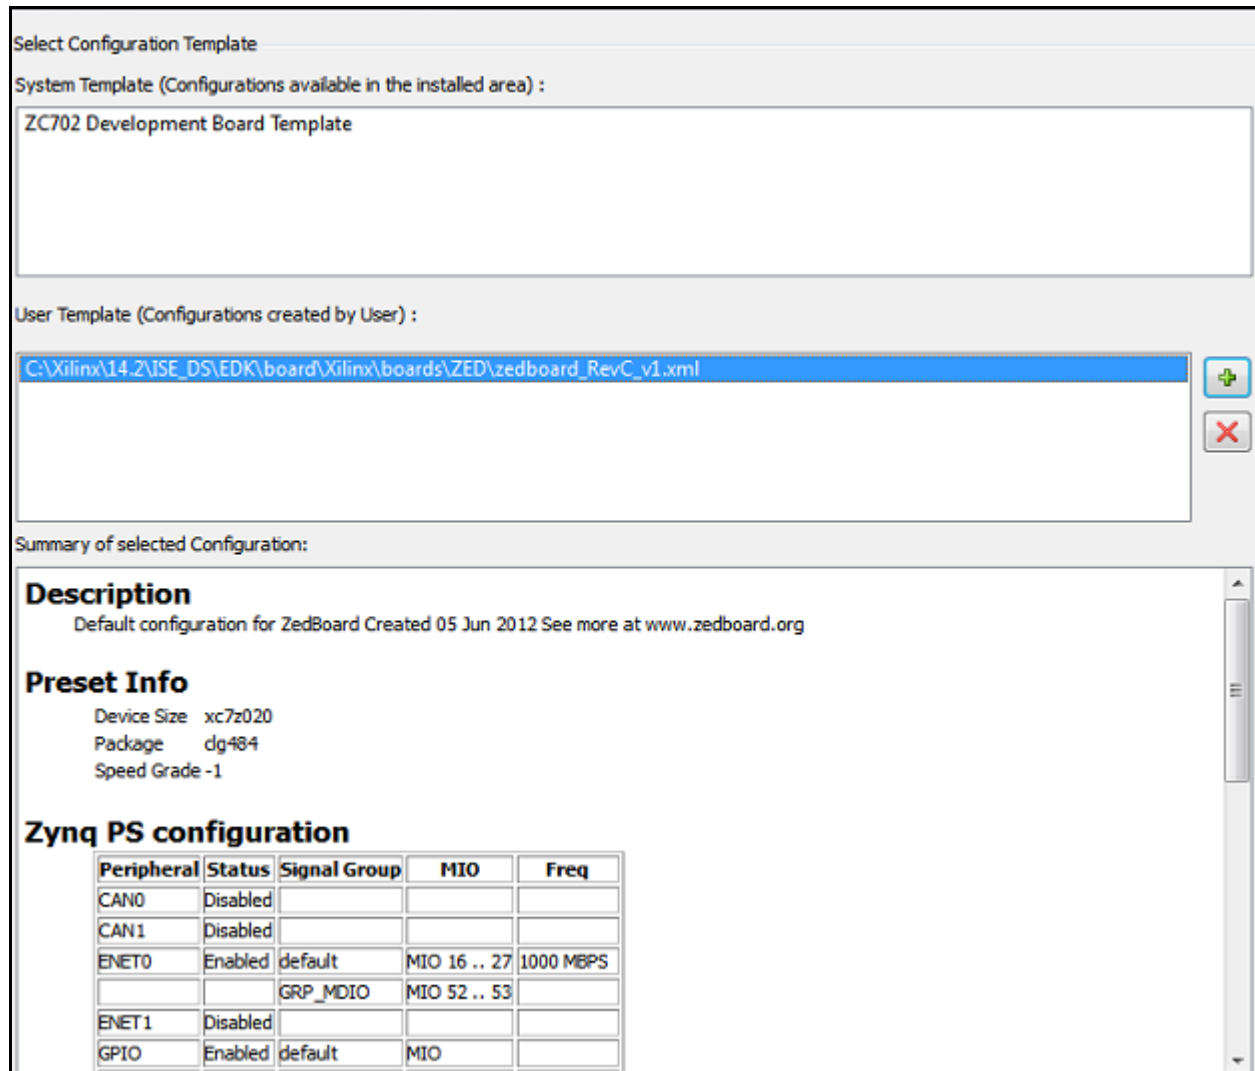 Select Configuration Template
System Template (Configurations available in the installed area) :
ZC702 Development Board Template
User Template (Configurations created by User) :
C:\Xilinx\14.2\ISE_DS\EDK\board\Xilinx\boards\ZED\zedboard_RevC_v1.xml
Summary of selected Configuration:
Description
Default configuration for ZedBoard Created 05 Jun 2012 See more at www.zedboard.org
Preset Info
Device Size xc7z020
Package clg484
Speed Grade -1
Zynq PS configuration
Peripheral Status Signal Group MIO Freq
CAN0 Disabled
CAN1 Disabled
ENET0 Enabled default MIO 16 .. 27 1000 MBPS
GRP_MDIO MIO 52 .. 53
ENET1 Disabled
GPIO Enabled default MIO